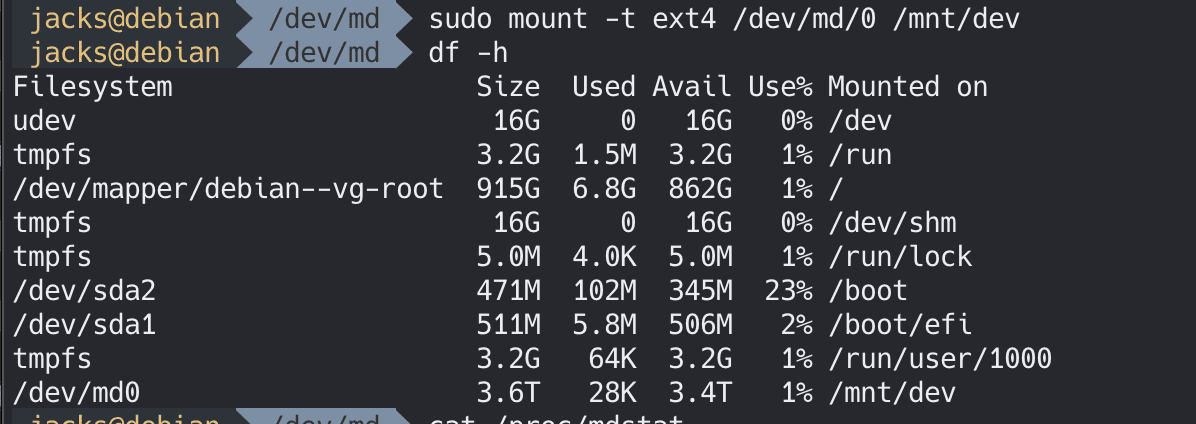 jacks@debian /dev/md sudo mount -t ext4 /dev/md/0 /mnt/dev
jacks@debian /dev/md df -h
Filesystem Size Used Avail Use% Mounted on
udev 16G 0 16G 0% /dev
tmpfs 3.2G 1.5M 3.2G 1% /run
/dev/mapper/debian--vg-root 915G 6.8G 862G 1% /
tmpfs 16G 0 16G 0% /dev/shm
tmpfs 5.0M 4.0K 5.0M 1% /run/lock
/dev/sda2 471M 102M 345M 23% /boot
/dev/sda1 511M 5.8M 506M 2% /boot/efi
tmpfs 3.2G 64K 3.2G 1% /run/user/1000
/dev/md0 3.6T 28K 3.4T 1% /mnt/dev
jacks@debian /dev/md cat /proc/mdstat